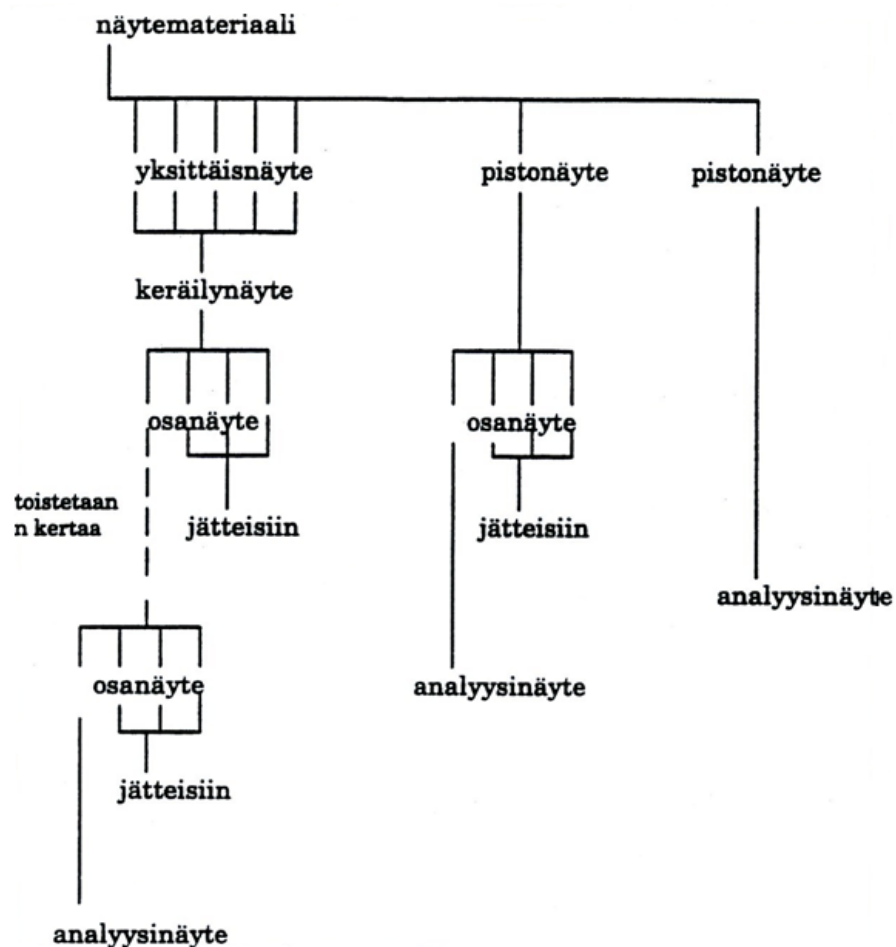 näytemateriaali
yksittäisnäyte
pistonäyte
pistonäyte
keräilynäyte
osanäyte
osanäyte
toistetaan
n kertaa
jätteisiin
jätteisiin
analyysinäyte
osanäyte
analyysinäyte
jätteisiin
analyysinäyte